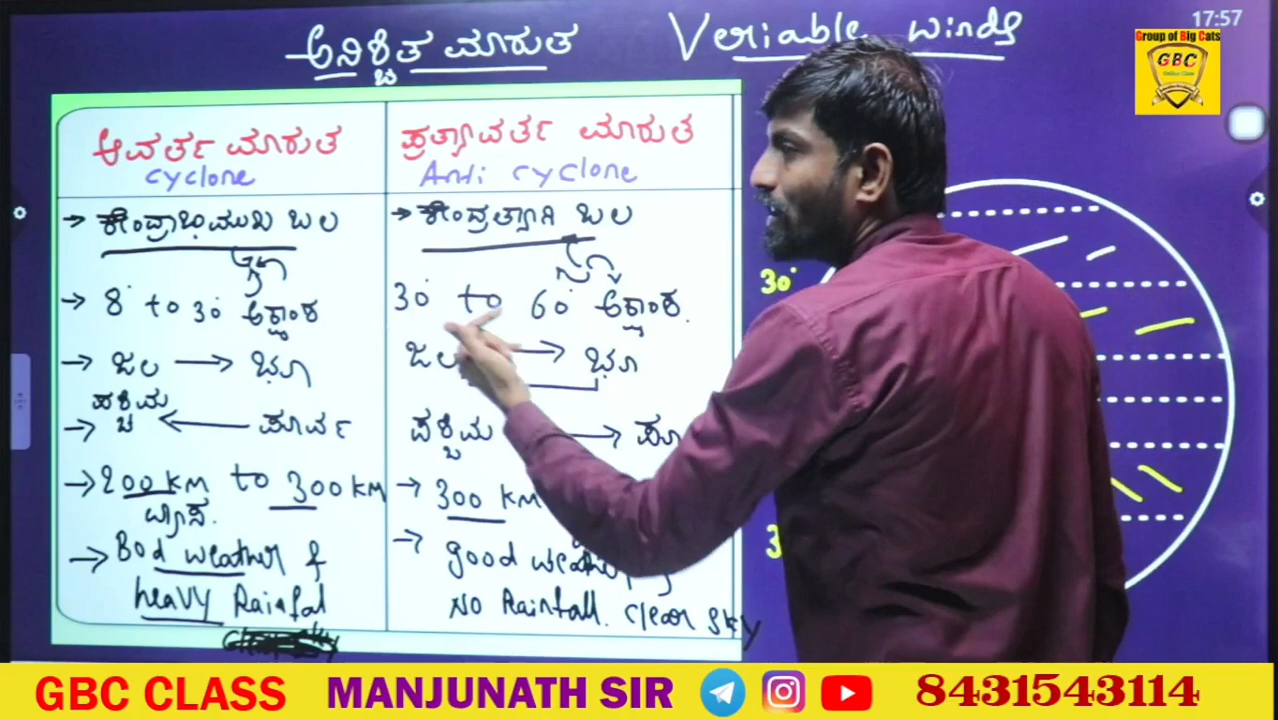 ಅನಿಶ್ಚಿತ ಮಾರುತ Veriable winds
17:57
Group of Big Cats
GBC
Online Class
ಆವರ್ತ ಮಾರುತ
cyclone
ಪ್ರತ್ಯಾವರ್ತ ಮಾರುತ
Anti cyclone
→ ಕೇಂದ್ರಾಭಿಮುಖ ಬಲ
→ 8° to 30° ಅಕ್ಷಾಂಶ
→ ಜಲ → ಭೂ
→ ಪಶ್ಚಿಮ ← ಪೂರ್ವ
→ 200 KM to 300 KM
ವ್ಯಾಸ.
→ Bad weather &
heavy Rainfal
→ ಕೇಂದ್ರತ್ಯಾಗಿ ಬಲ
30° to 60° ಅಕ್ಷಾಂಶ.
ಜಲ → ಭೂ
ಪಶ್ಚಿಮ →
→ 300 KM
→ good
No Rainfall. Clear sky
30°
GBC CLASS MANJUNATH SIR 8431543114